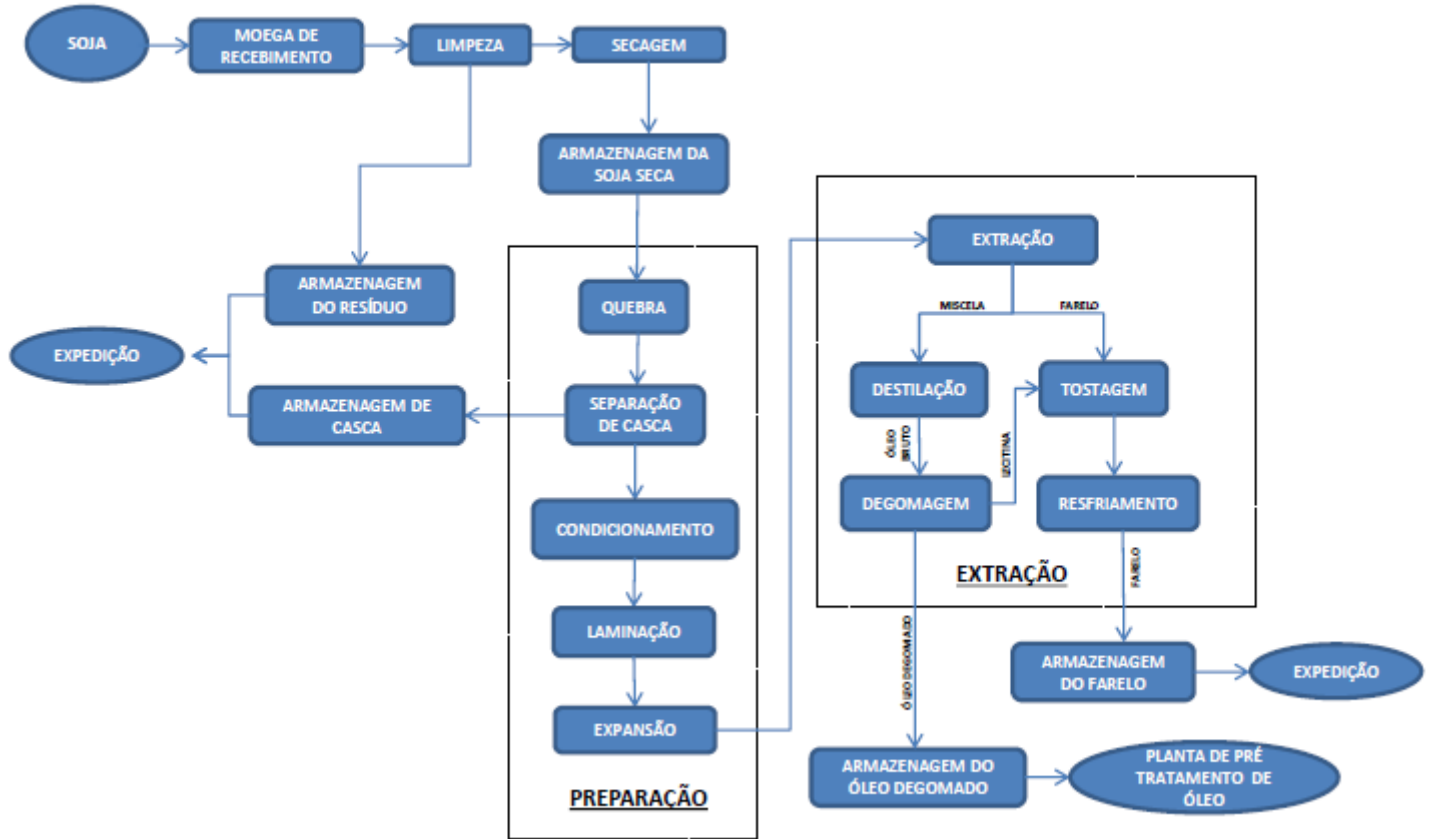 SOJA
MOEGA DE
RECEBIMENTO
LIMPEZA
SECAGEM
ARMAZENAGEM DA
SOJA SECA
ARMAZENAGEM
DO RESÍDUO
EXPEDIÇÃO
ARMAZENAGEM DE
CASCA
QUEBRA
SEPARAÇÃO
DE CASCA
CONDICIONAMENTO
LAMINAÇÃO
EXPANSÃO
PREPARAÇÃO
EXTRAÇÃO
MISCELA
FARELO
DESTILAÇÃO
TOSTAGEM
ÓLEO
BRUTO
DEGOMAGEM
RESFRIAMENTO
EXTRAÇÃO
FARELO
ÓLEO DEGOMADO
ARMAZENAGEM
DO FARELO
EXPEDIÇÃO
ARMAZENAGEM DO
ÓLEO DEGOMADO
PLANTA DE PRÉ
TRATAMENTO DE
ÓLEO